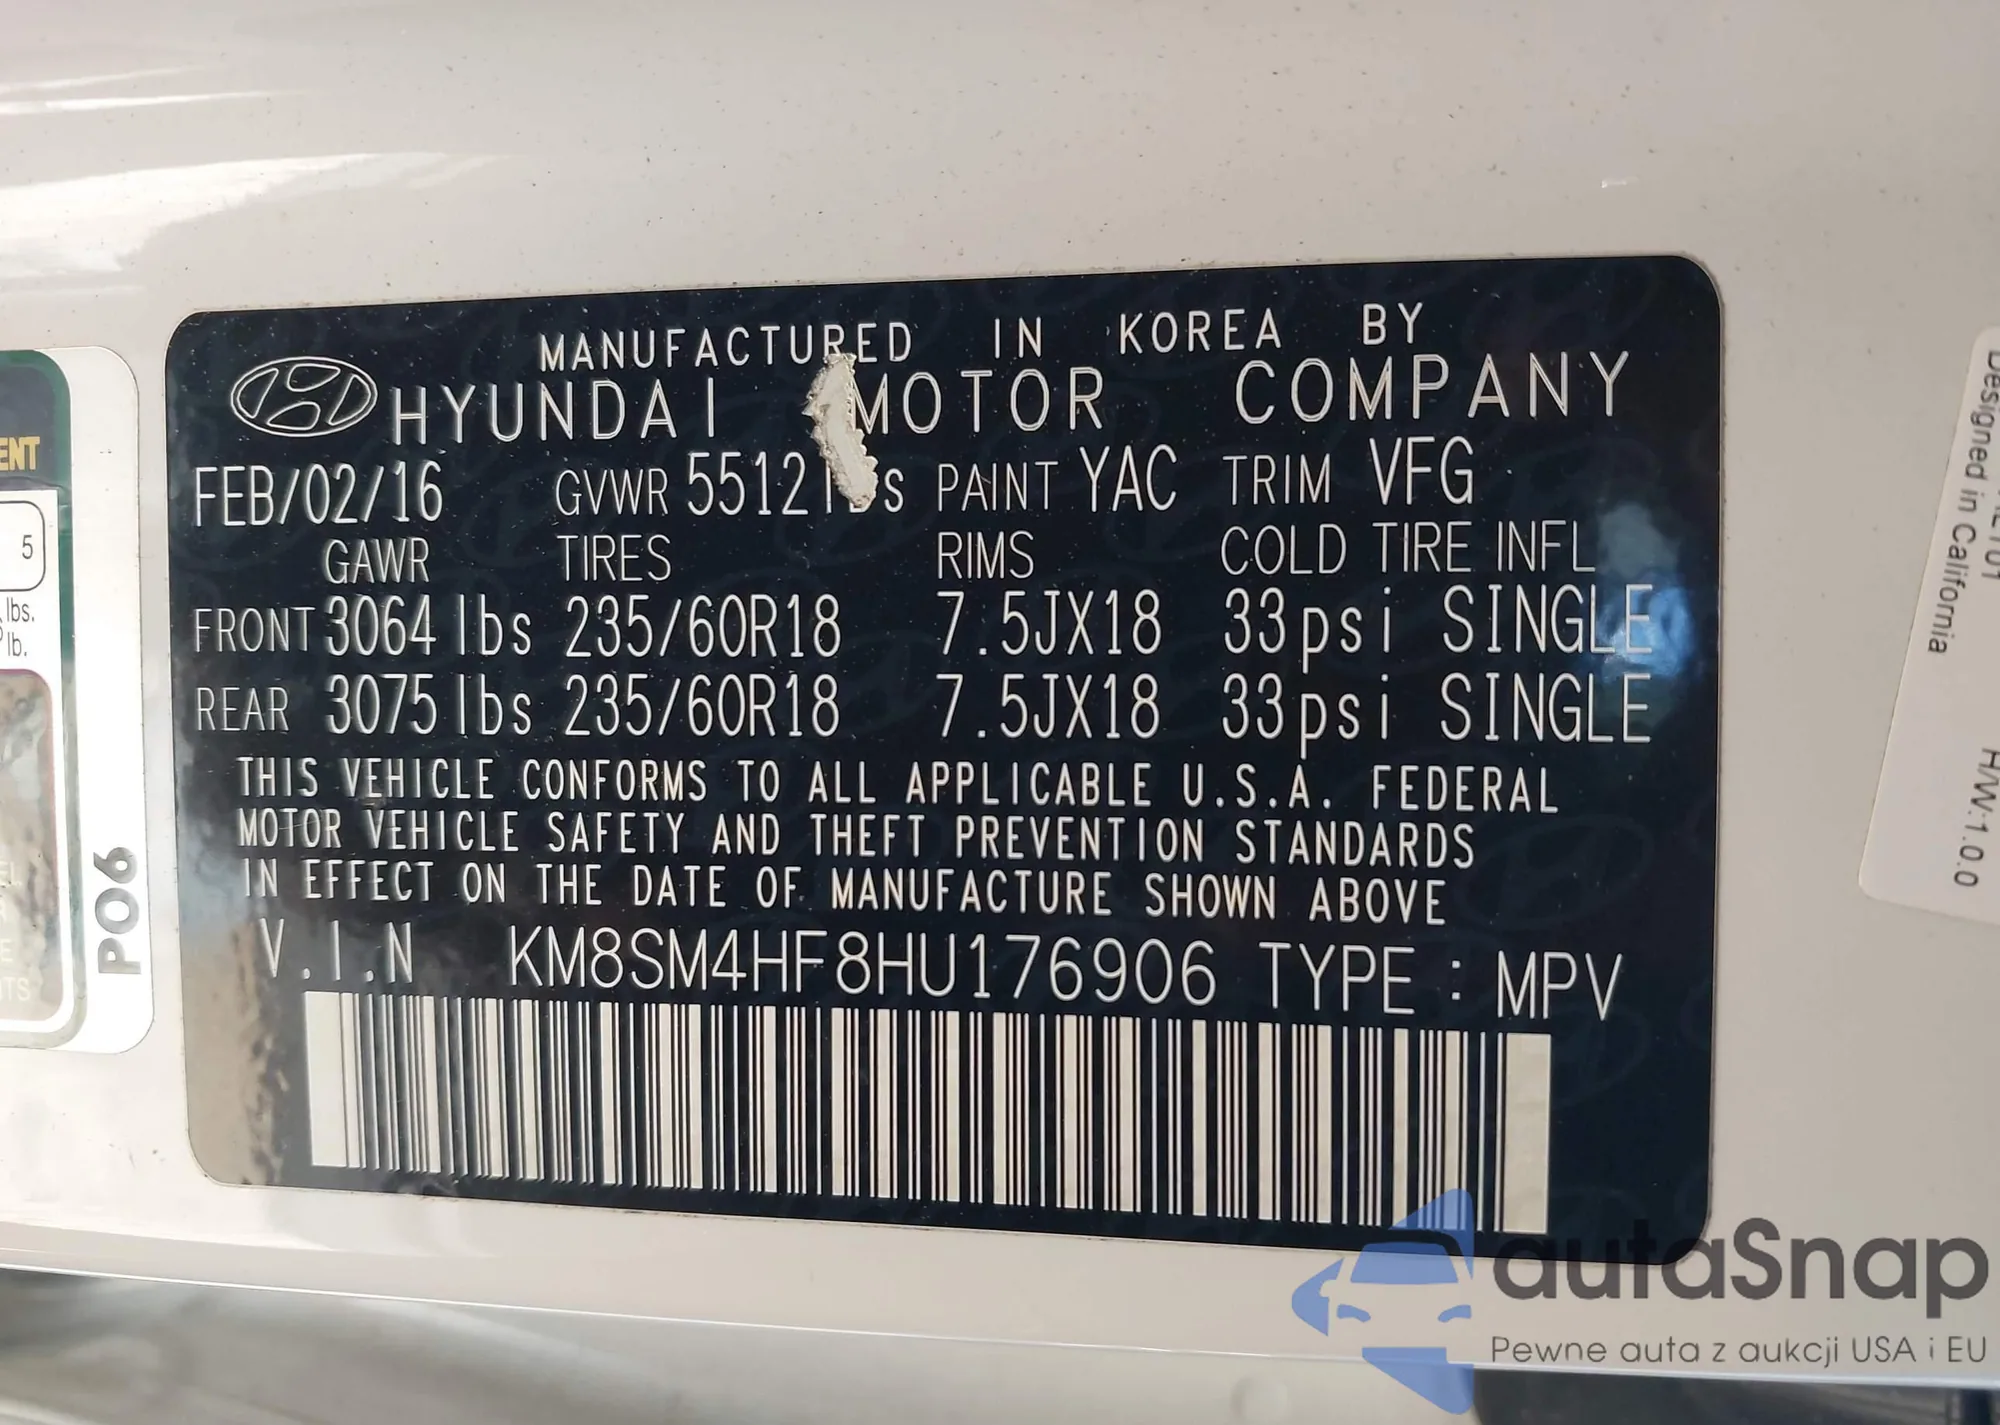 MANUFACTURED IN KOREA BY
HYUNDAI MOTOR COMPANY
FEB/02/16 GVWR 5512 lbs PAINT YAC TRIM VFG
GAWR TIRES RIMS COLD TIRE INFL
FRONT 3064 lbs 235/60R18 7.5JX18 33psi SINGLE
REAR 3075 lbs 235/60R18 7.5JX18 33psi SINGLE
THIS VEHICLE CONFORMS TO ALL APPLICABLE U.S.A. FEDERAL
MOTOR VEHICLE SAFETY AND THEFT PREVENTION STANDARDS
IN EFFECT ON THE DATE OF MANUFACTURE SHOWN ABOVE
V.I.N KM8SM4HF8HU176906 TYPE : MPV
5
lbs.
lb.
P06
Designed in California
H/W:1.0.0
autaSnap
Pewne auta z aukcji USA i EU